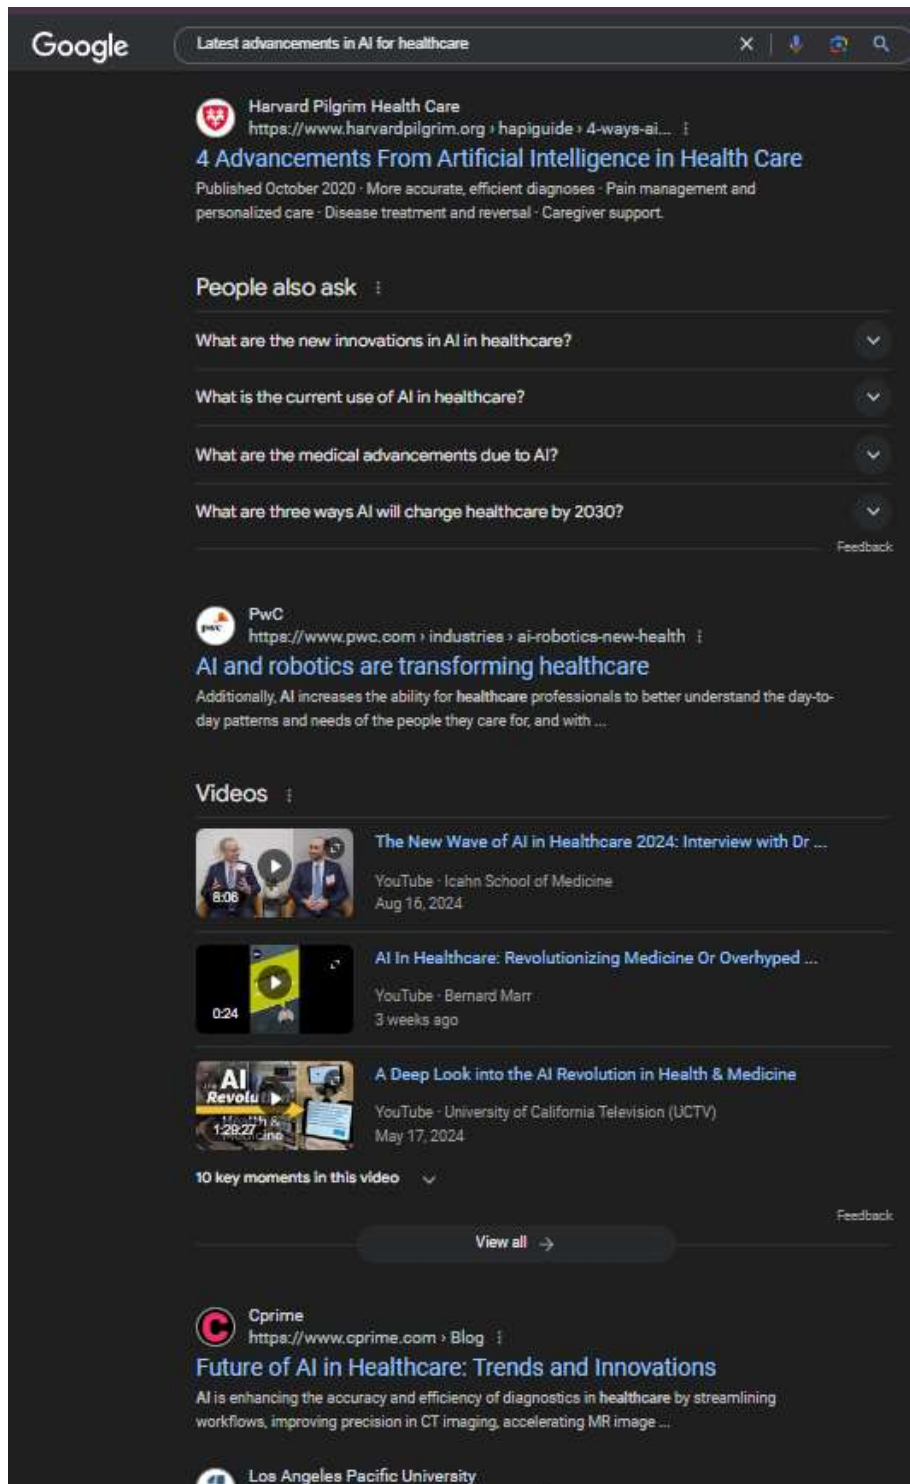 Google
Latest advancements in AI for healthcare
Harvard Pilgrim Health Care
https://www.harvardpilgrim.org › hapiguide › 4-ways-ai...
4 Advancements From Artificial Intelligence in Health Care
Published October 2020 · More accurate, efficient diagnoses · Pain management and
personalized care · Disease treatment and reversal · Caregiver support.
People also ask
What are the new innovations in AI in healthcare?
What is the current use of AI in healthcare?
What are the medical advancements due to AI?
What are three ways AI will change healthcare by 2030?
Feedback
pwc
PwC
https://www.pwc.com › industries › ai-robotics-new-health
AI and robotics are transforming healthcare
Additionally, AI increases the ability for healthcare professionals to better understand the day-to-
day patterns and needs of the people they care for, and with ...
Videos
8:06
The New Wave of AI in Healthcare 2024: Interview with Dr ...
YouTube · Icahn School of Medicine
Aug 16, 2024
0:24
AI In Healthcare: Revolutionizing Medicine Or Overhyped ...
YouTube · Bernard Marr
3 weeks ago
AI
Revolu
Health &
Medicine
1:29:27
A Deep Look into the AI Revolution in Health & Medicine
YouTube · University of California Television (UCTV)
May 17, 2024
10 key moments in this video
Feedback
View all →
C
Cprime
https://www.cprime.com › Blog
Future of AI in Healthcare: Trends and Innovations
AI is enhancing the accuracy and efficiency of diagnostics in healthcare by streamlining
workflows, improving precision in CT imaging, accelerating MR image ...
Los Angeles Pacific University